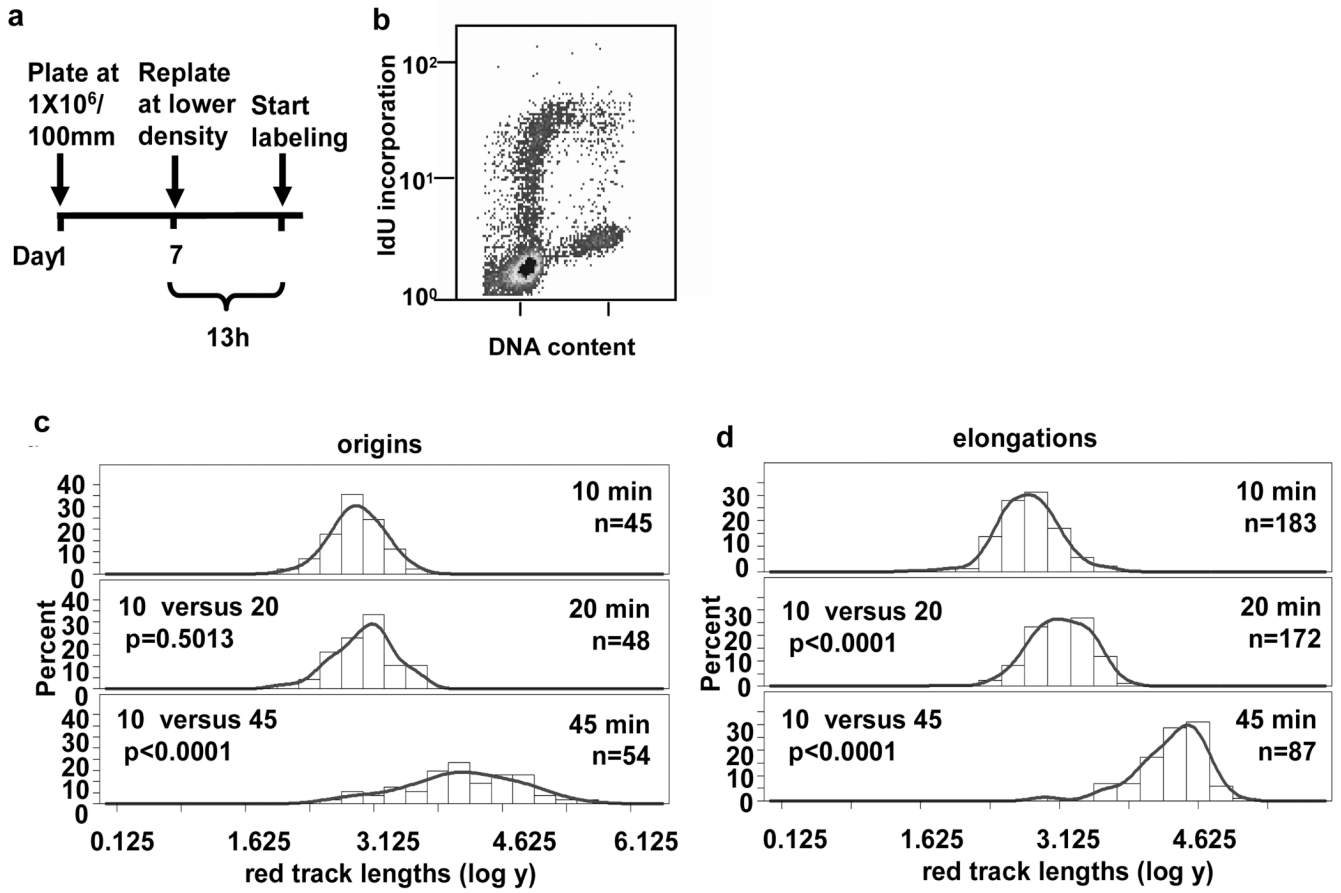 a
Plate at
1X10⁶/
100mm
Replate
at lower
density
Start
labeling
Day1
7
13h
b
IdU incorporation
10²
10¹
10⁰
DNA content
c
origins
Percent
40
30
20
10
0
10 min
n=45
40
30
20
10
0
10 versus 20
p=0.5013
20 min
n=48
40
30
20
10
0
10 versus 45
p<0.0001
45 min
n=54
0.125 1.625 3.125 4.625 6.125
red track lengths (log y)
d
elongations
Percent
30
20
10
0
10 min
n=183
30
20
10
0
10 versus 20
p<0.0001
20 min
n=172
30
20
10
0
10 versus 45
p<0.0001
45 min
n=87
0.125 1.625 3.125 4.625
red track lengths (log y)